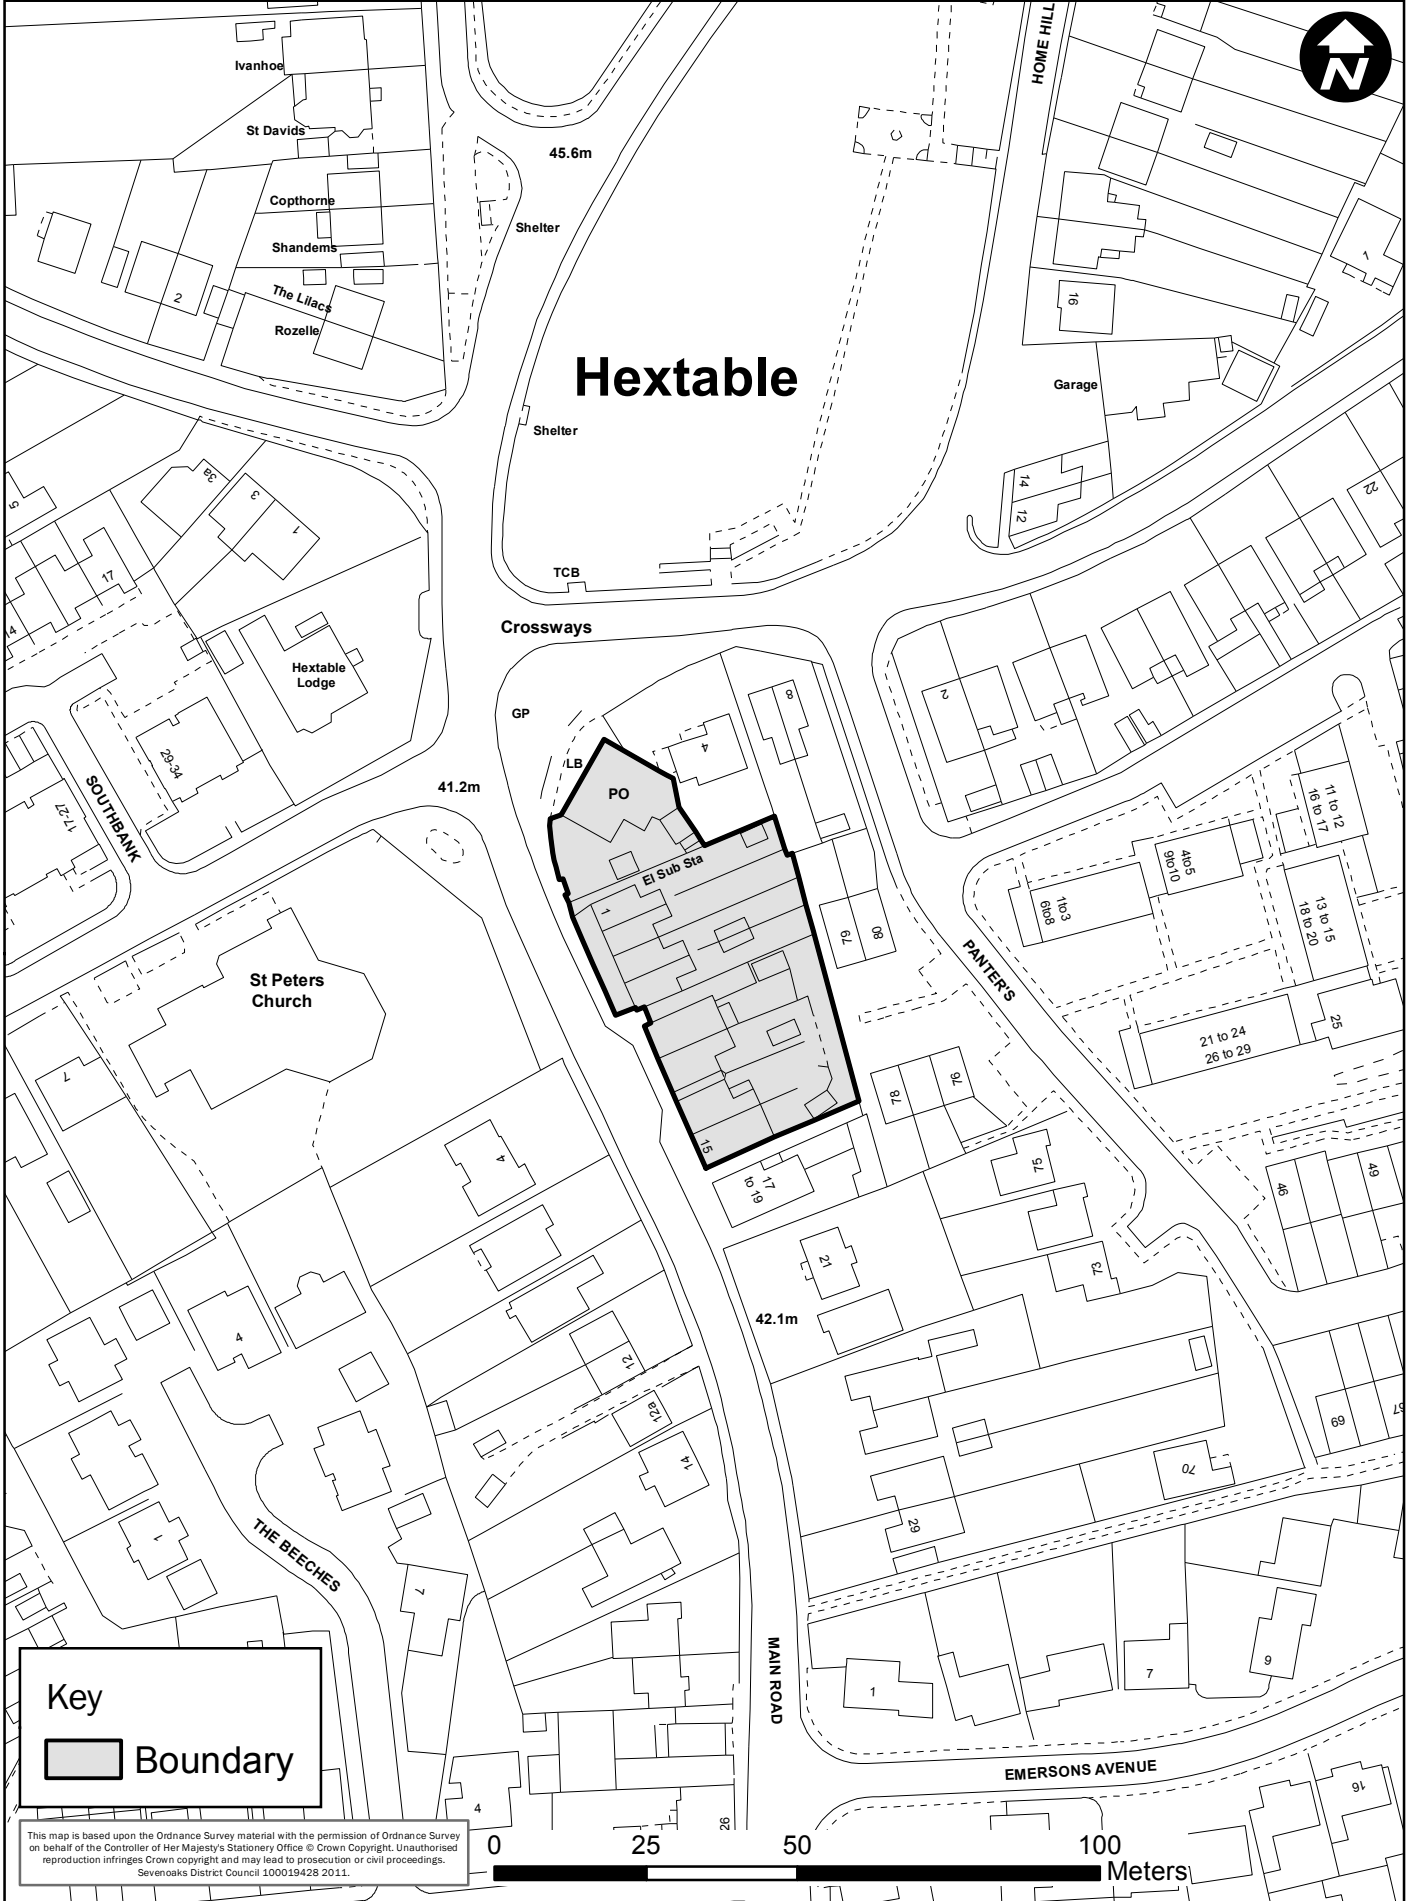 HOME HILL
N
Ivanhoe
St Davids
45.6m
Copthorne
Shelter
Shandems
1
The Lilacs
2
16
Rozelle
Hextable
Garage
Shelter
3a
3
14
22
5
12
1
17
TCB
14
Crossways
Hextable
Lodge
8
2
GP
4
29-34
LB
41.2m
PO
SOUTHBANK
17-27
11 to 12
16 to 17
El Sub Sta
4to5
9to10
1
1to3
6to8
13 to 15
18 to 20
79
80
PANTER'S
St Peters
Church
25
21 to 24
26 to 29
7
76
78
4
15
75
17
to 19
49
46
21
73
42.1m
4
12
12a
69
67
14
70
29
1
THE BEECHES
7
MAIN ROAD
9
7
1
Key
Boundary
EMERSONS AVENUE
16
4
26
This map is based upon the Ordnance Survey material with the permission of Ordnance Survey
on behalf of the Controller of Her Majesty's Stationery Office © Crown Copyright. Unauthorised
reproduction infringes Crown copyright and may lead to prosecution or civil proceedings.
Sevenoaks District Council 100019428 2011.
0 25 50 100
Meters